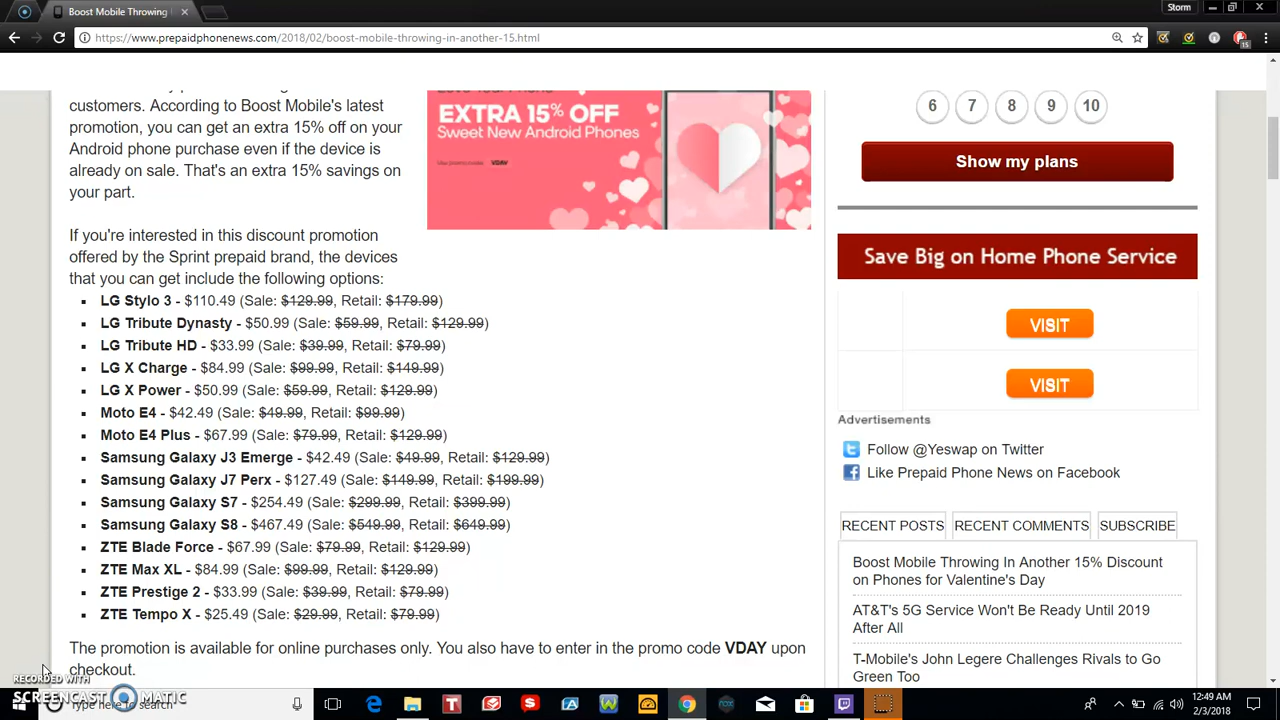 Boost Mobile Throwing
Storm
https://www.prepaidphonenews.com/2018/02/boost-mobile-throwing-in-another-15.html
15
customers. According to Boost Mobile's latest
promotion, you can get an extra 15% off on your
Android phone purchase even if the device is
already on sale. That's an extra 15% savings on
your part.
EXTRA 15% OFF
Sweet New Android Phones
Use promo code: VDAY
If you're interested in this discount promotion
offered by the Sprint prepaid brand, the devices
that you can get include the following options:
LG Stylo 3 - $110.49 (Sale: $129.99, Retail: $179.99)
LG Tribute Dynasty - $50.99 (Sale: $59.99, Retail: $129.99)
LG Tribute HD - $33.99 (Sale: $39.99, Retail: $79.99)
LG X Charge - $84.99 (Sale: $99.99, Retail: $149.99)
LG X Power - $50.99 (Sale: $59.99, Retail: $129.99)
Moto E4 - $42.49 (Sale: $49.99, Retail: $99.99)
Moto E4 Plus - $67.99 (Sale: $79.99, Retail: $129.99)
Samsung Galaxy J3 Emerge - $42.49 (Sale: $49.99, Retail: $129.99)
Samsung Galaxy J7 Perx - $127.49 (Sale: $149.99, Retail: $199.99)
Samsung Galaxy S7 - $254.49 (Sale: $299.99, Retail: $399.99)
Samsung Galaxy S8 - $467.49 (Sale: $549.99, Retail: $649.99)
ZTE Blade Force - $67.99 (Sale: $79.99, Retail: $129.99)
ZTE Max XL - $84.99 (Sale: $99.99, Retail: $129.99)
ZTE Prestige 2 - $33.99 (Sale: $39.99, Retail: $79.99)
ZTE Tempo X - $25.49 (Sale: $29.99, Retail: $79.99)
The promotion is available for online purchases only. You also have to enter in the promo code VDAY upon
checkout.
6 7 8 9 10
Show my plans
Save Big on Home Phone Service
VISIT
VISIT
Advertisements
Follow @Yeswap on Twitter
Like Prepaid Phone News on Facebook
RECENT POSTS RECENT COMMENTS SUBSCRIBE
Boost Mobile Throwing In Another 15% Discount
on Phones for Valentine's Day
AT&T's 5G Service Won't Be Ready Until 2019
After All
T-Mobile's John Legere Challenges Rivals to Go
Green Too
RECORDED WITH
SCREENCAST MATIC
Type here to search
12:49 AM
2/3/2018